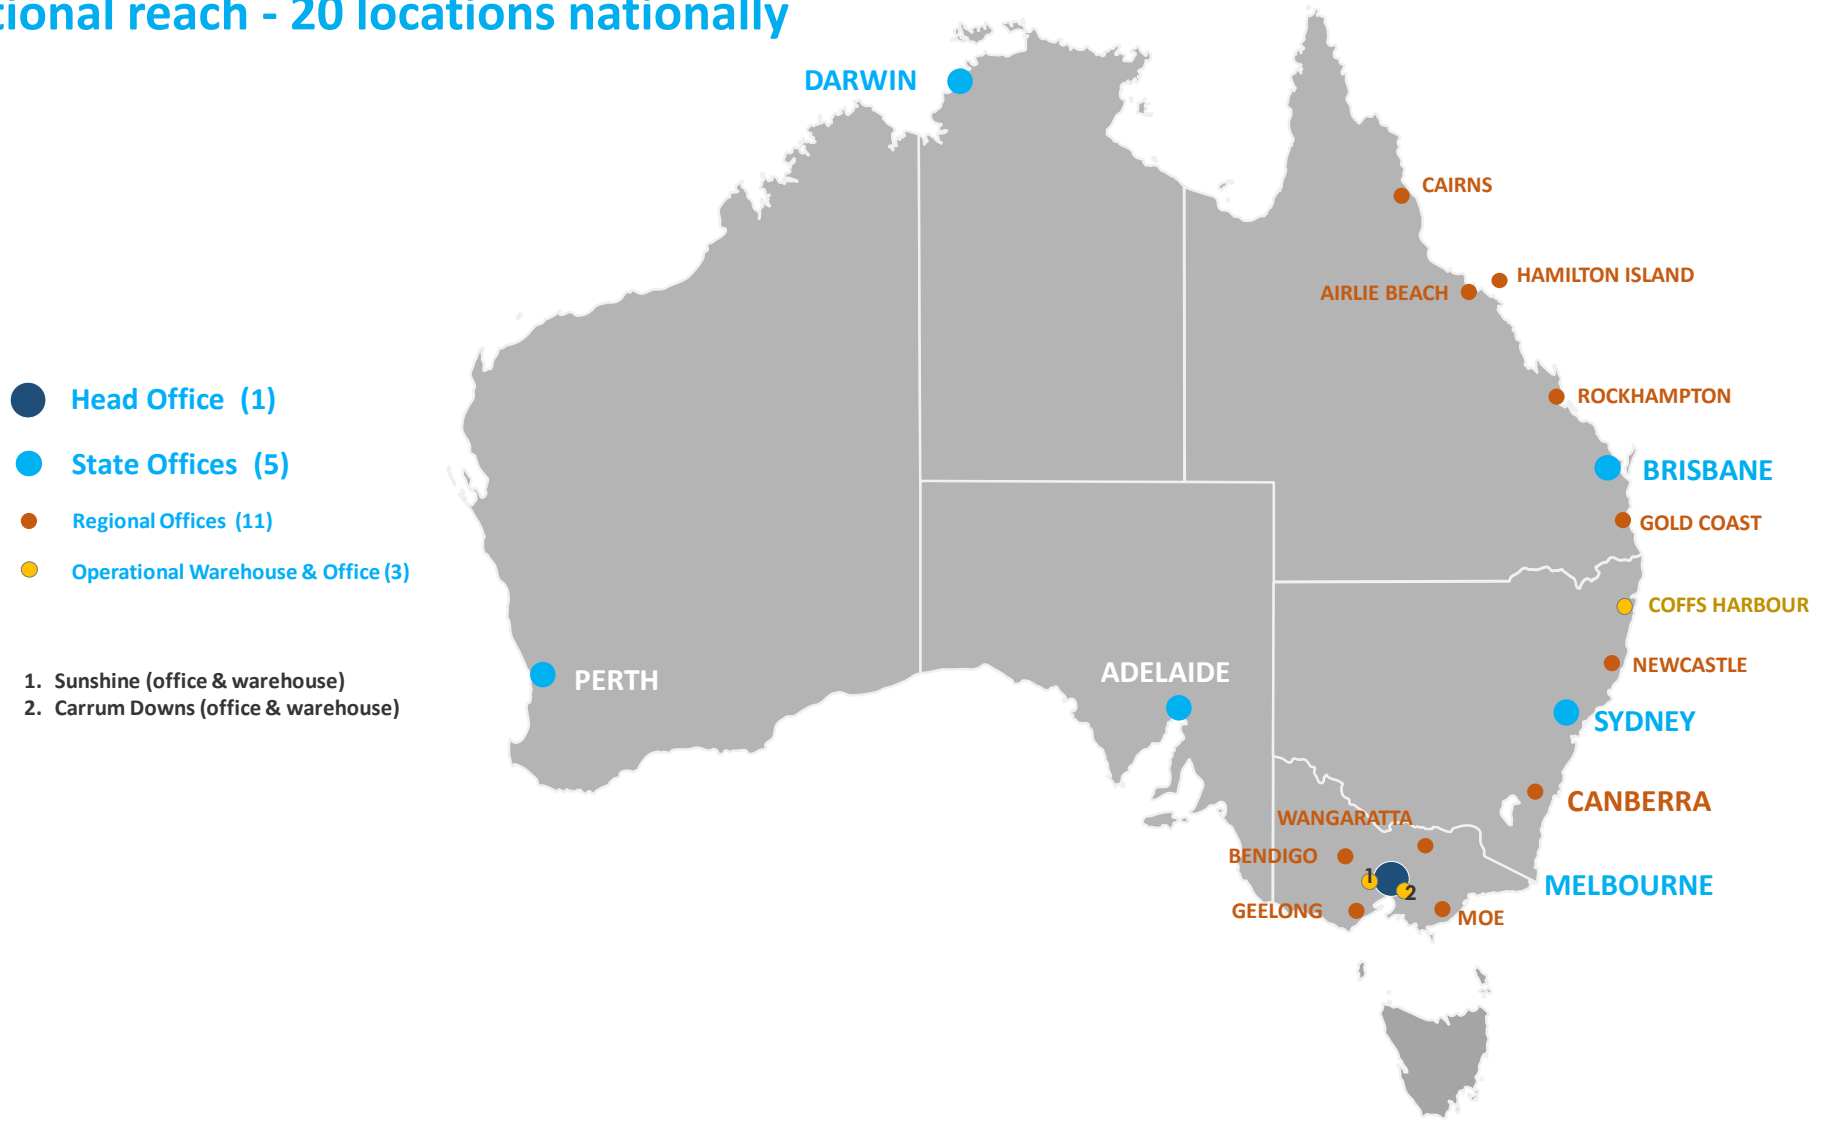 tional reach - 20 locations nationally
DARWIN
CAIRNS
HAMILTON ISLAND
AIRLIE BEACH
Head Office (1)
ROCKHAMPTON
State Offices (5)
BRISBANE
Regional Offices (11)
GOLD COAST
Operational Warehouse & Office (3)
COFFS HARBOUR
NEWCASTLE
1. Sunshine (office & warehouse)
2. Carrum Downs (office & warehouse)
PERTH
ADELAIDE
SYDNEY
CANBERRA
WANGARATTA
BENDIGO
1
2
MELBOURNE
GEELONG
MOE